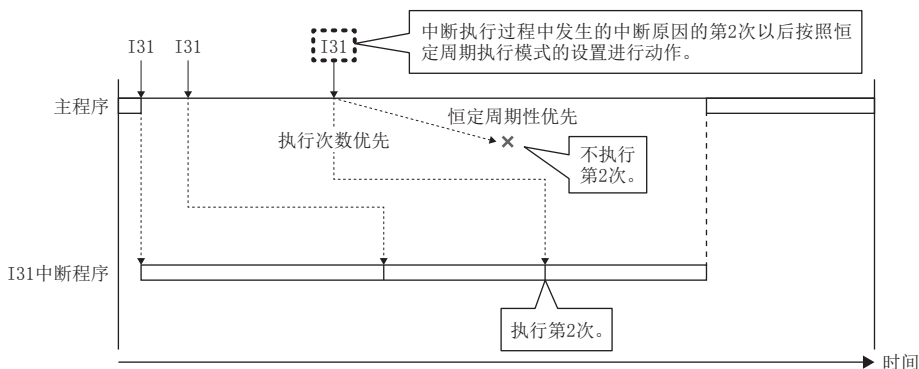 I31 I31 I31
中断执行过程中发生的中断原因的第2次以后按照恒
定周期执行模式的设置进行动作。
主程序
恒定周期性优先
执行次数优先
不执行
第2次。
I31中断程序
执行第2次。
时间